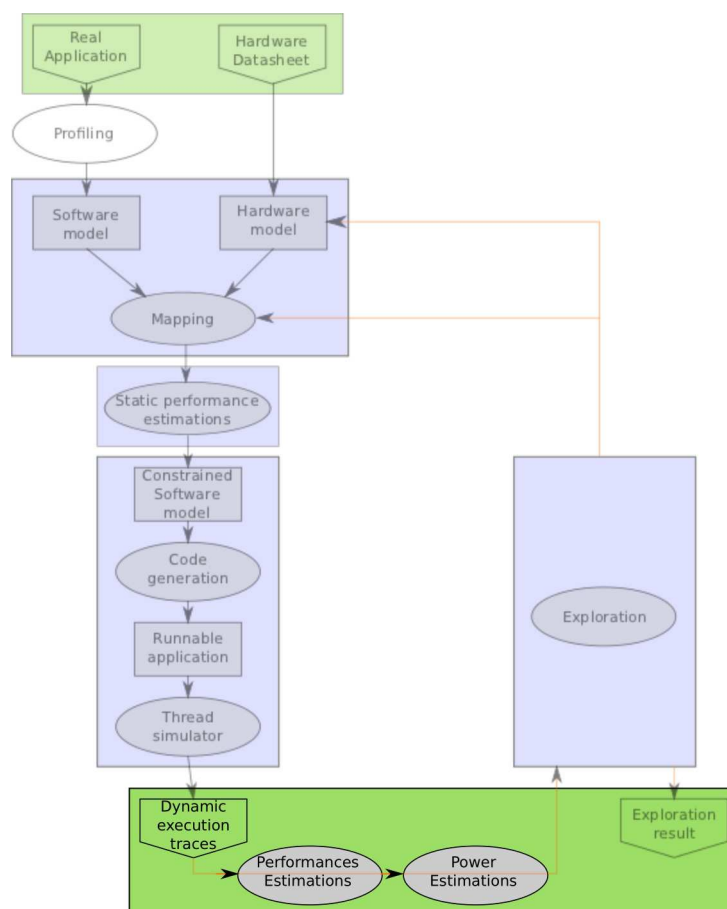 Real
Application
Hardware
Datasheet
Profiling
Software
model
Hardware
model
Mapping
Static performance
estimations
Constrained
Software
model
Code
generation
Exploration
Runnable
application
Thread
simulator
Dynamic
execution
traces
Exploration
result
Performances
Estimations
Power
Estimations